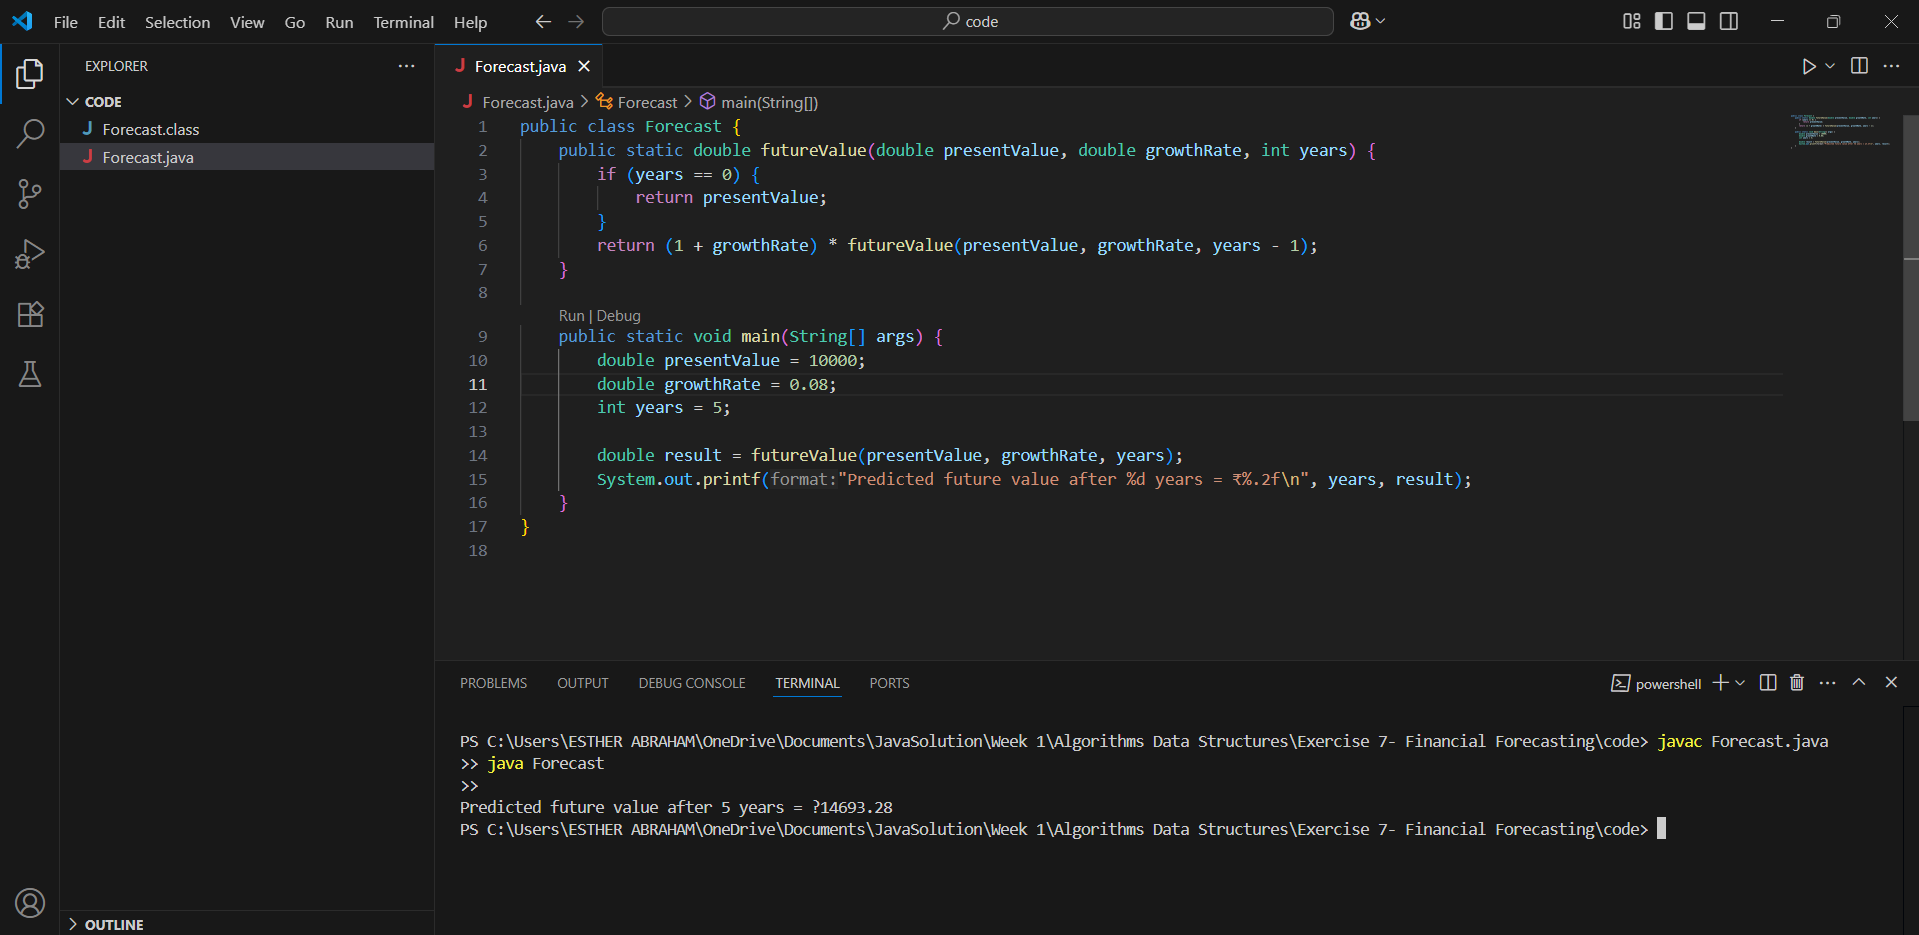 File Edit Selection View Go Run Terminal Help
code
EXPLORER
CODE
J Forecast.class
J Forecast.java
OUTLINE
J Forecast.java
J Forecast.java > Forecast > main(String[])
1 public class Forecast {
2 public static double futureValue(double presentValue, double growthRate, int years) {
3 if (years == 0) {
4 return presentValue;
5 }
6 return (1 + growthRate) * futureValue(presentValue, growthRate, years - 1);
7 }
8
Run | Debug
9 public static void main(String[] args) {
10 double presentValue = 10000;
11 double growthRate = 0.08;
12 int years = 5;
13
14 double result = futureValue(presentValue, growthRate, years);
15 System.out.printf(format:"Predicted future value after %d years = ₹%.2f\n", years, result);
16 }
17 }
18
PROBLEMS OUTPUT DEBUG CONSOLE TERMINAL PORTS
powershell
PS C:\Users\ESTHER ABRAHAM\OneDrive\Documents\JavaSolution\Week 1\Algorithms Data Structures\Exercise 7- Financial Forecasting\code> javac Forecast.java
>> java Forecast
>>
Predicted future value after 5 years = ?14693.28
PS C:\Users\ESTHER ABRAHAM\OneDrive\Documents\JavaSolution\Week 1\Algorithms Data Structures\Exercise 7- Financial Forecasting\code>